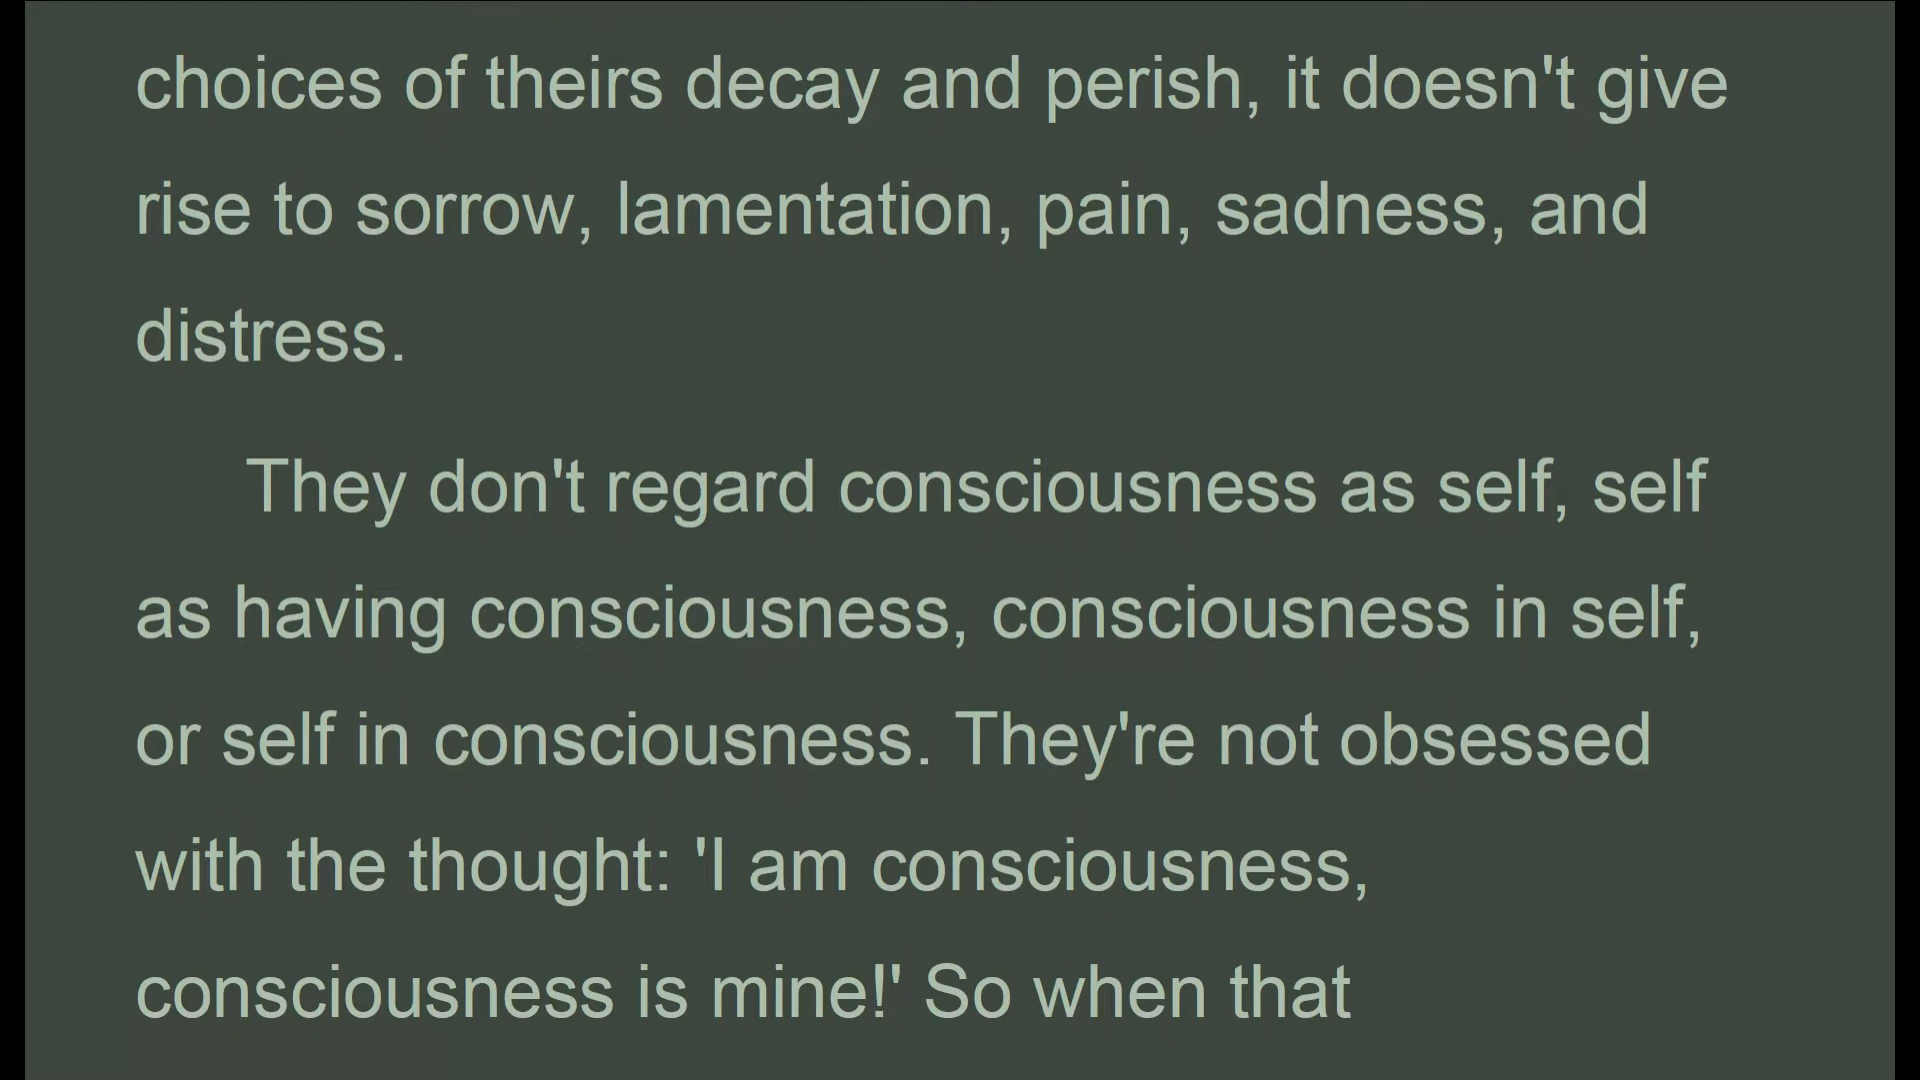 choices of theirs decay and perish, it doesn't give
rise to sorrow, lamentation, pain, sadness, and
distress.
They don't regard consciousness as self, self
as having consciousness, consciousness in self,
or self in consciousness. They're not obsessed
with the thought: 'I am consciousness,
consciousness is mine!' So when that